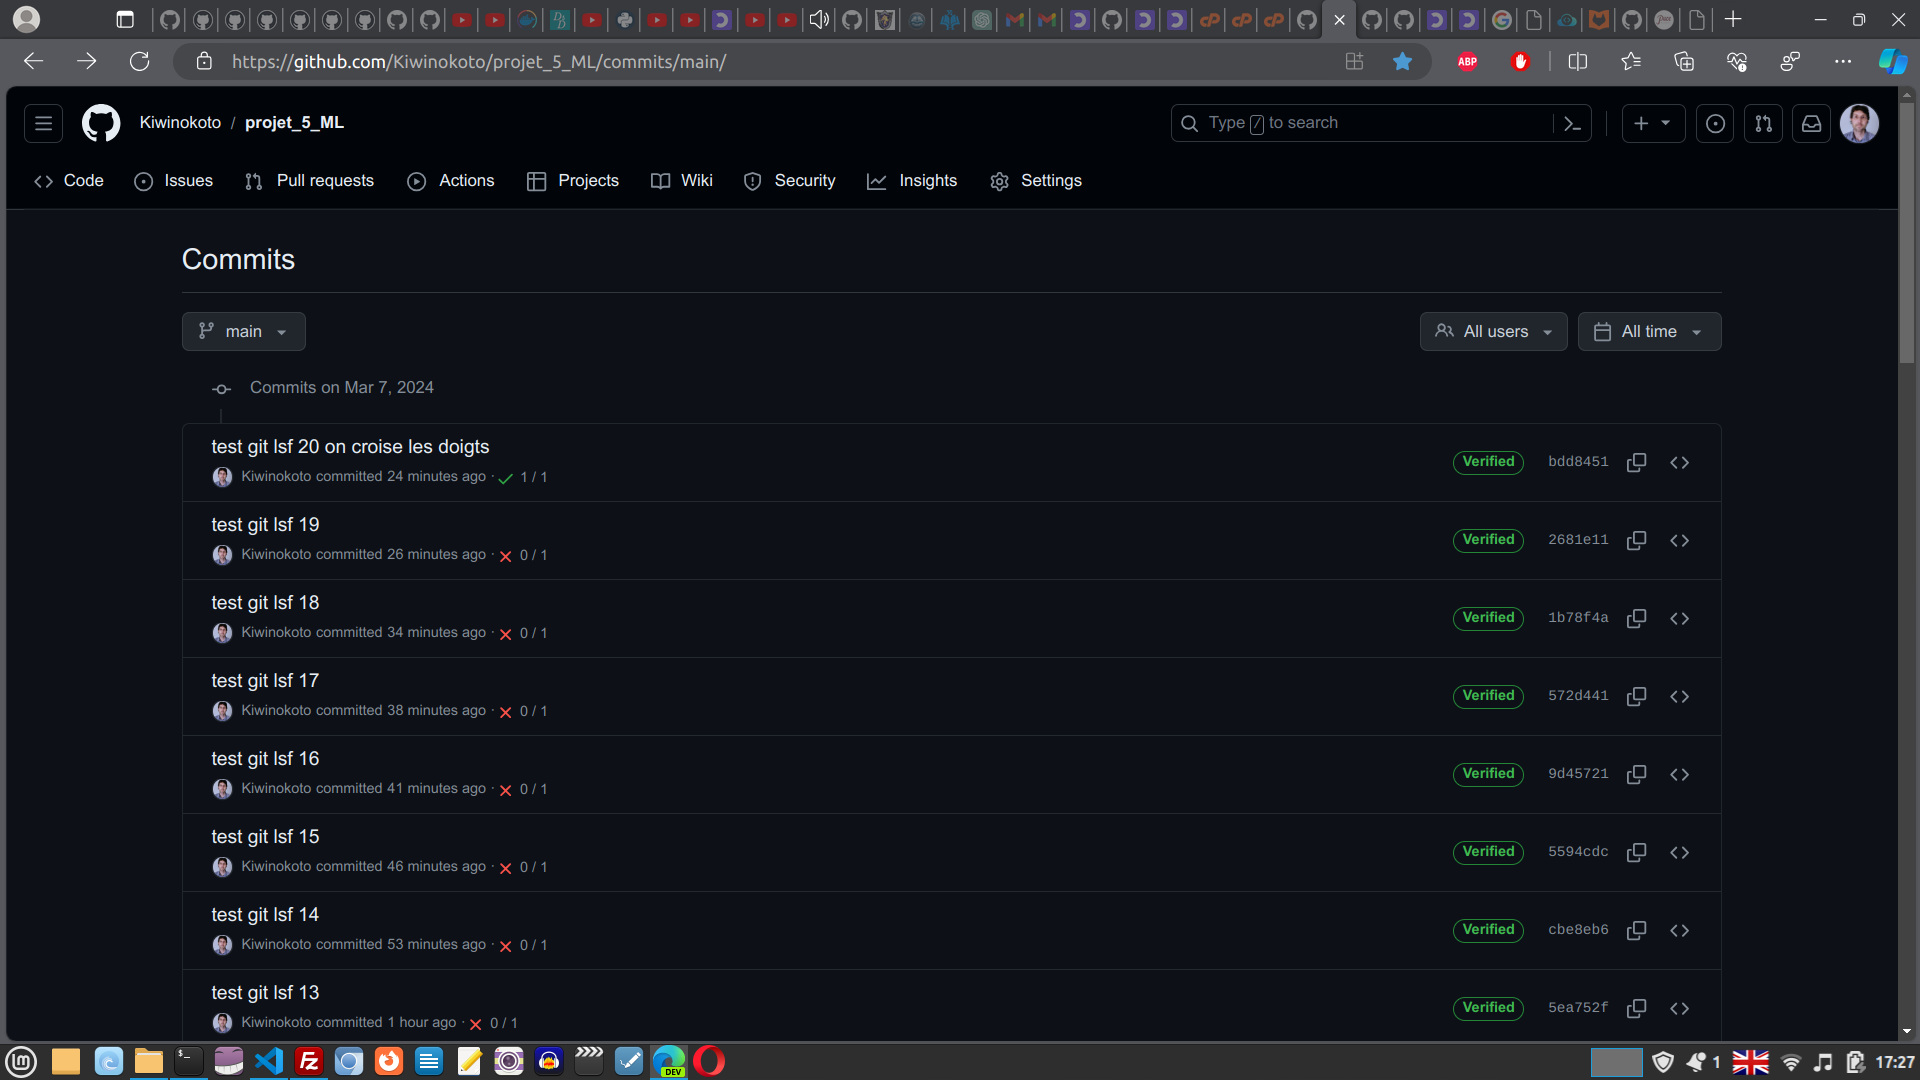 https://github.com/Kiwinokoto/projet_5_ML/commits/main/
ABP
Kiwinokoto / projet_5_ML
Type / to search
Code
Issues
Pull requests
Actions
Projects
Wiki
Security
Insights
Settings
Commits
main
All users
All time
Commits on Mar 7, 2024
test git lsf 20 on croise les doigts
Kiwinokoto committed 24 minutes ago · 1 / 1
Verified
bdd8451
test git lsf 19
Kiwinokoto committed 26 minutes ago · 0 / 1
Verified
2681e11
test git lsf 18
Kiwinokoto committed 34 minutes ago · 0 / 1
Verified
1b78f4a
test git lsf 17
Kiwinokoto committed 38 minutes ago · 0 / 1
Verified
572d441
test git lsf 16
Kiwinokoto committed 41 minutes ago · 0 / 1
Verified
9d45721
test git lsf 15
Kiwinokoto committed 46 minutes ago · 0 / 1
Verified
5594cdc
test git lsf 14
Kiwinokoto committed 53 minutes ago · 0 / 1
Verified
cbe8eb6
test git lsf 13
Kiwinokoto committed 1 hour ago · 0 / 1
Verified
5ea752f
DEV
1
17:27